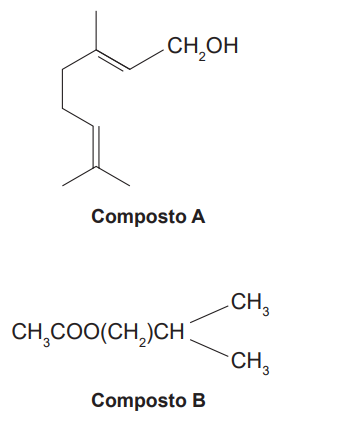 CH₂OH
Composto A
CH₃
CH₃COO(CH₂)CH
CH₃
Composto B